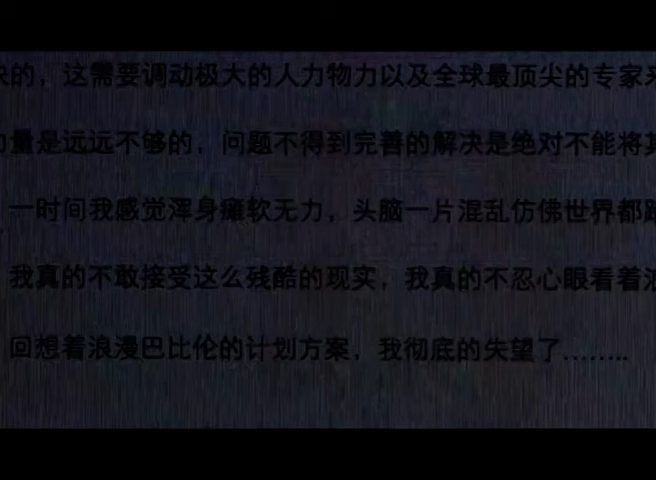 的，这需要调动极大的人力物力以及全球最顶尖的专家
量是远远不够的，问题不得到完善的解决是绝对不能将其
一时间我感觉浑身瘫软无力，头脑一片混乱仿佛世界都
我真的不敢接受这么残酷的现实，我真的不忍心眼看着浪
回想着浪漫巴比伦的计划方案，我彻底的失望了........